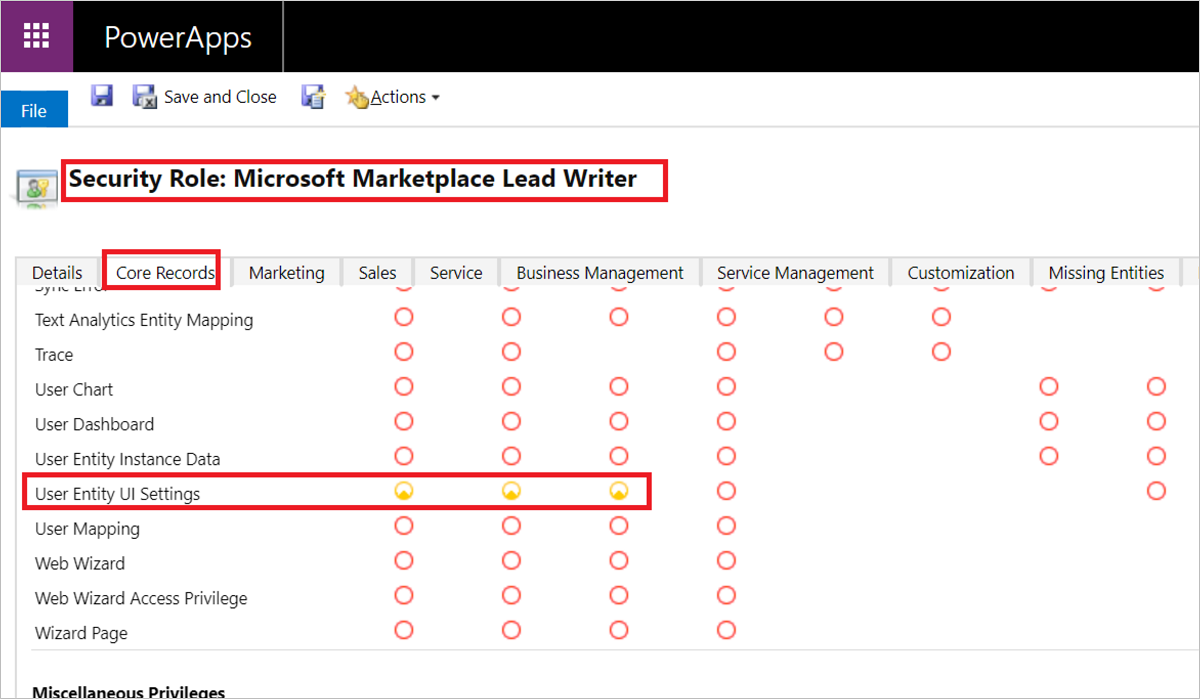 PowerApps
File
Save and Close
Actions
Security Role: Microsoft Marketplace Lead Writer
Details Core Records Marketing Sales Service Business Management Service Management Customization Missing Entities
Sync Error
Text Analytics Entity Mapping
Trace
User Chart
User Dashboard
User Entity Instance Data
User Entity UI Settings
User Mapping
Web Wizard
Web Wizard Access Privilege
Wizard Page
Miscellaneous Privileges